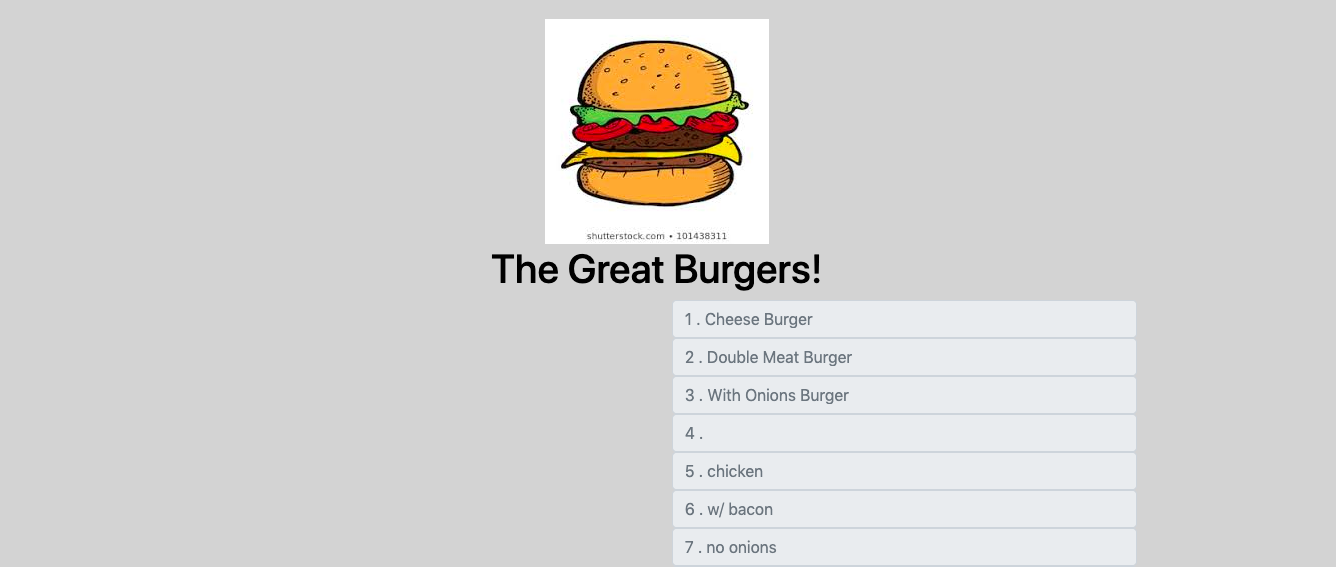 shutterstock.com • 101438311
The Great Burgers!
1 . Cheese Burger
2 . Double Meat Burger
3 . With Onions Burger
4 .
5 . chicken
6 . w/ bacon
7 . no onions